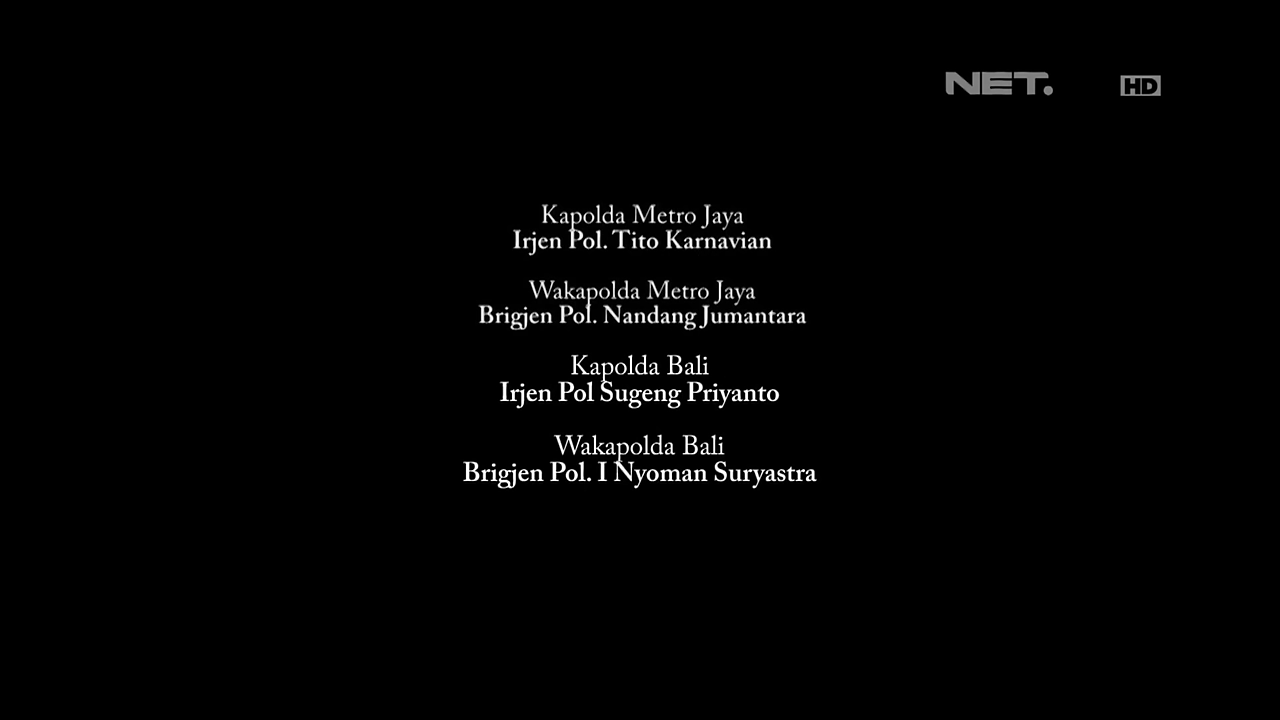 NET. HD
Kapolda Metro Jaya
Irjen Pol. Tito Karnavian
Wakapolda Metro Jaya
Brigjen Pol. Nandang Jumantara
Kapolda Bali
Irjen Pol Sugeng Priyanto
Wakapolda Bali
Brigjen Pol. I Nyoman Suryastra